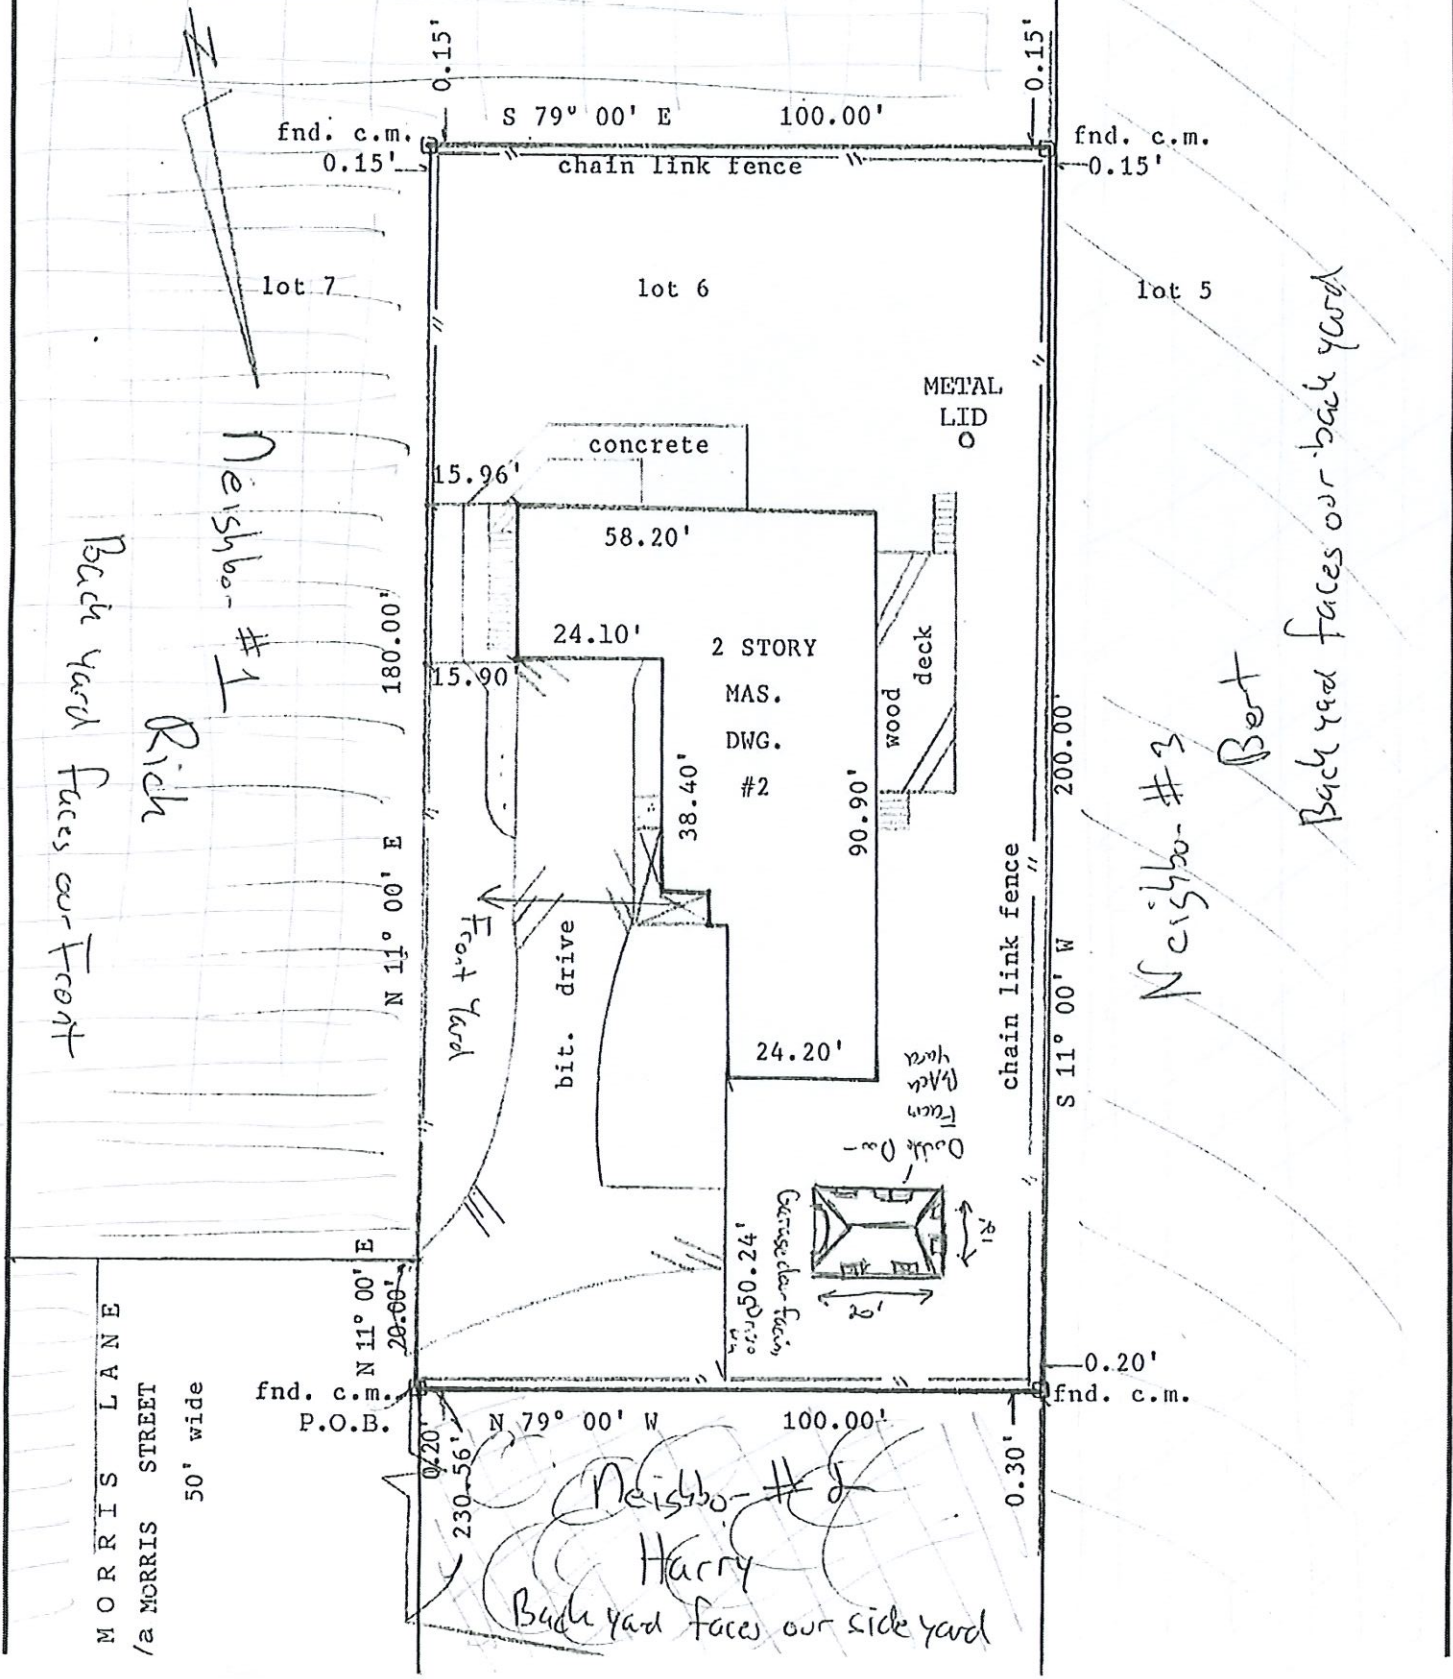 0.15'
0.15'
S 79° 00' E 100.00'
fnd. c.m.
0.15'
fnd. c.m.
0.15'
chain link fence
lot 7
lot 6
lot 5
METAL
LID
concrete
15.96'
58.20'
24.10'
15.90'
2 STORY
MAS.
DWG.
#2
wood
deck
38.40'
90.90'
180.00'
N 11° 00' E
200.00'
S 11° 00' W
chain link fence
Neighbor #1
Rich
Back yard faces our Front
Neighbor #3
Bert
Back yard faces our back yard
Front Yard
bit. drive
24.20'
Double Door
Facing
Back
yard
50.24'
N 11° 00' E
20.00'
MORRIS LANE
/a MORRIS STREET
50' wide
fnd. c.m.
P.O.B.
0.20'
fnd. c.m.
N 79° 00' W 100.00'
0.20'
230.56'
0.30'
Neighbor #2
Harry
Back yard faces our side yard